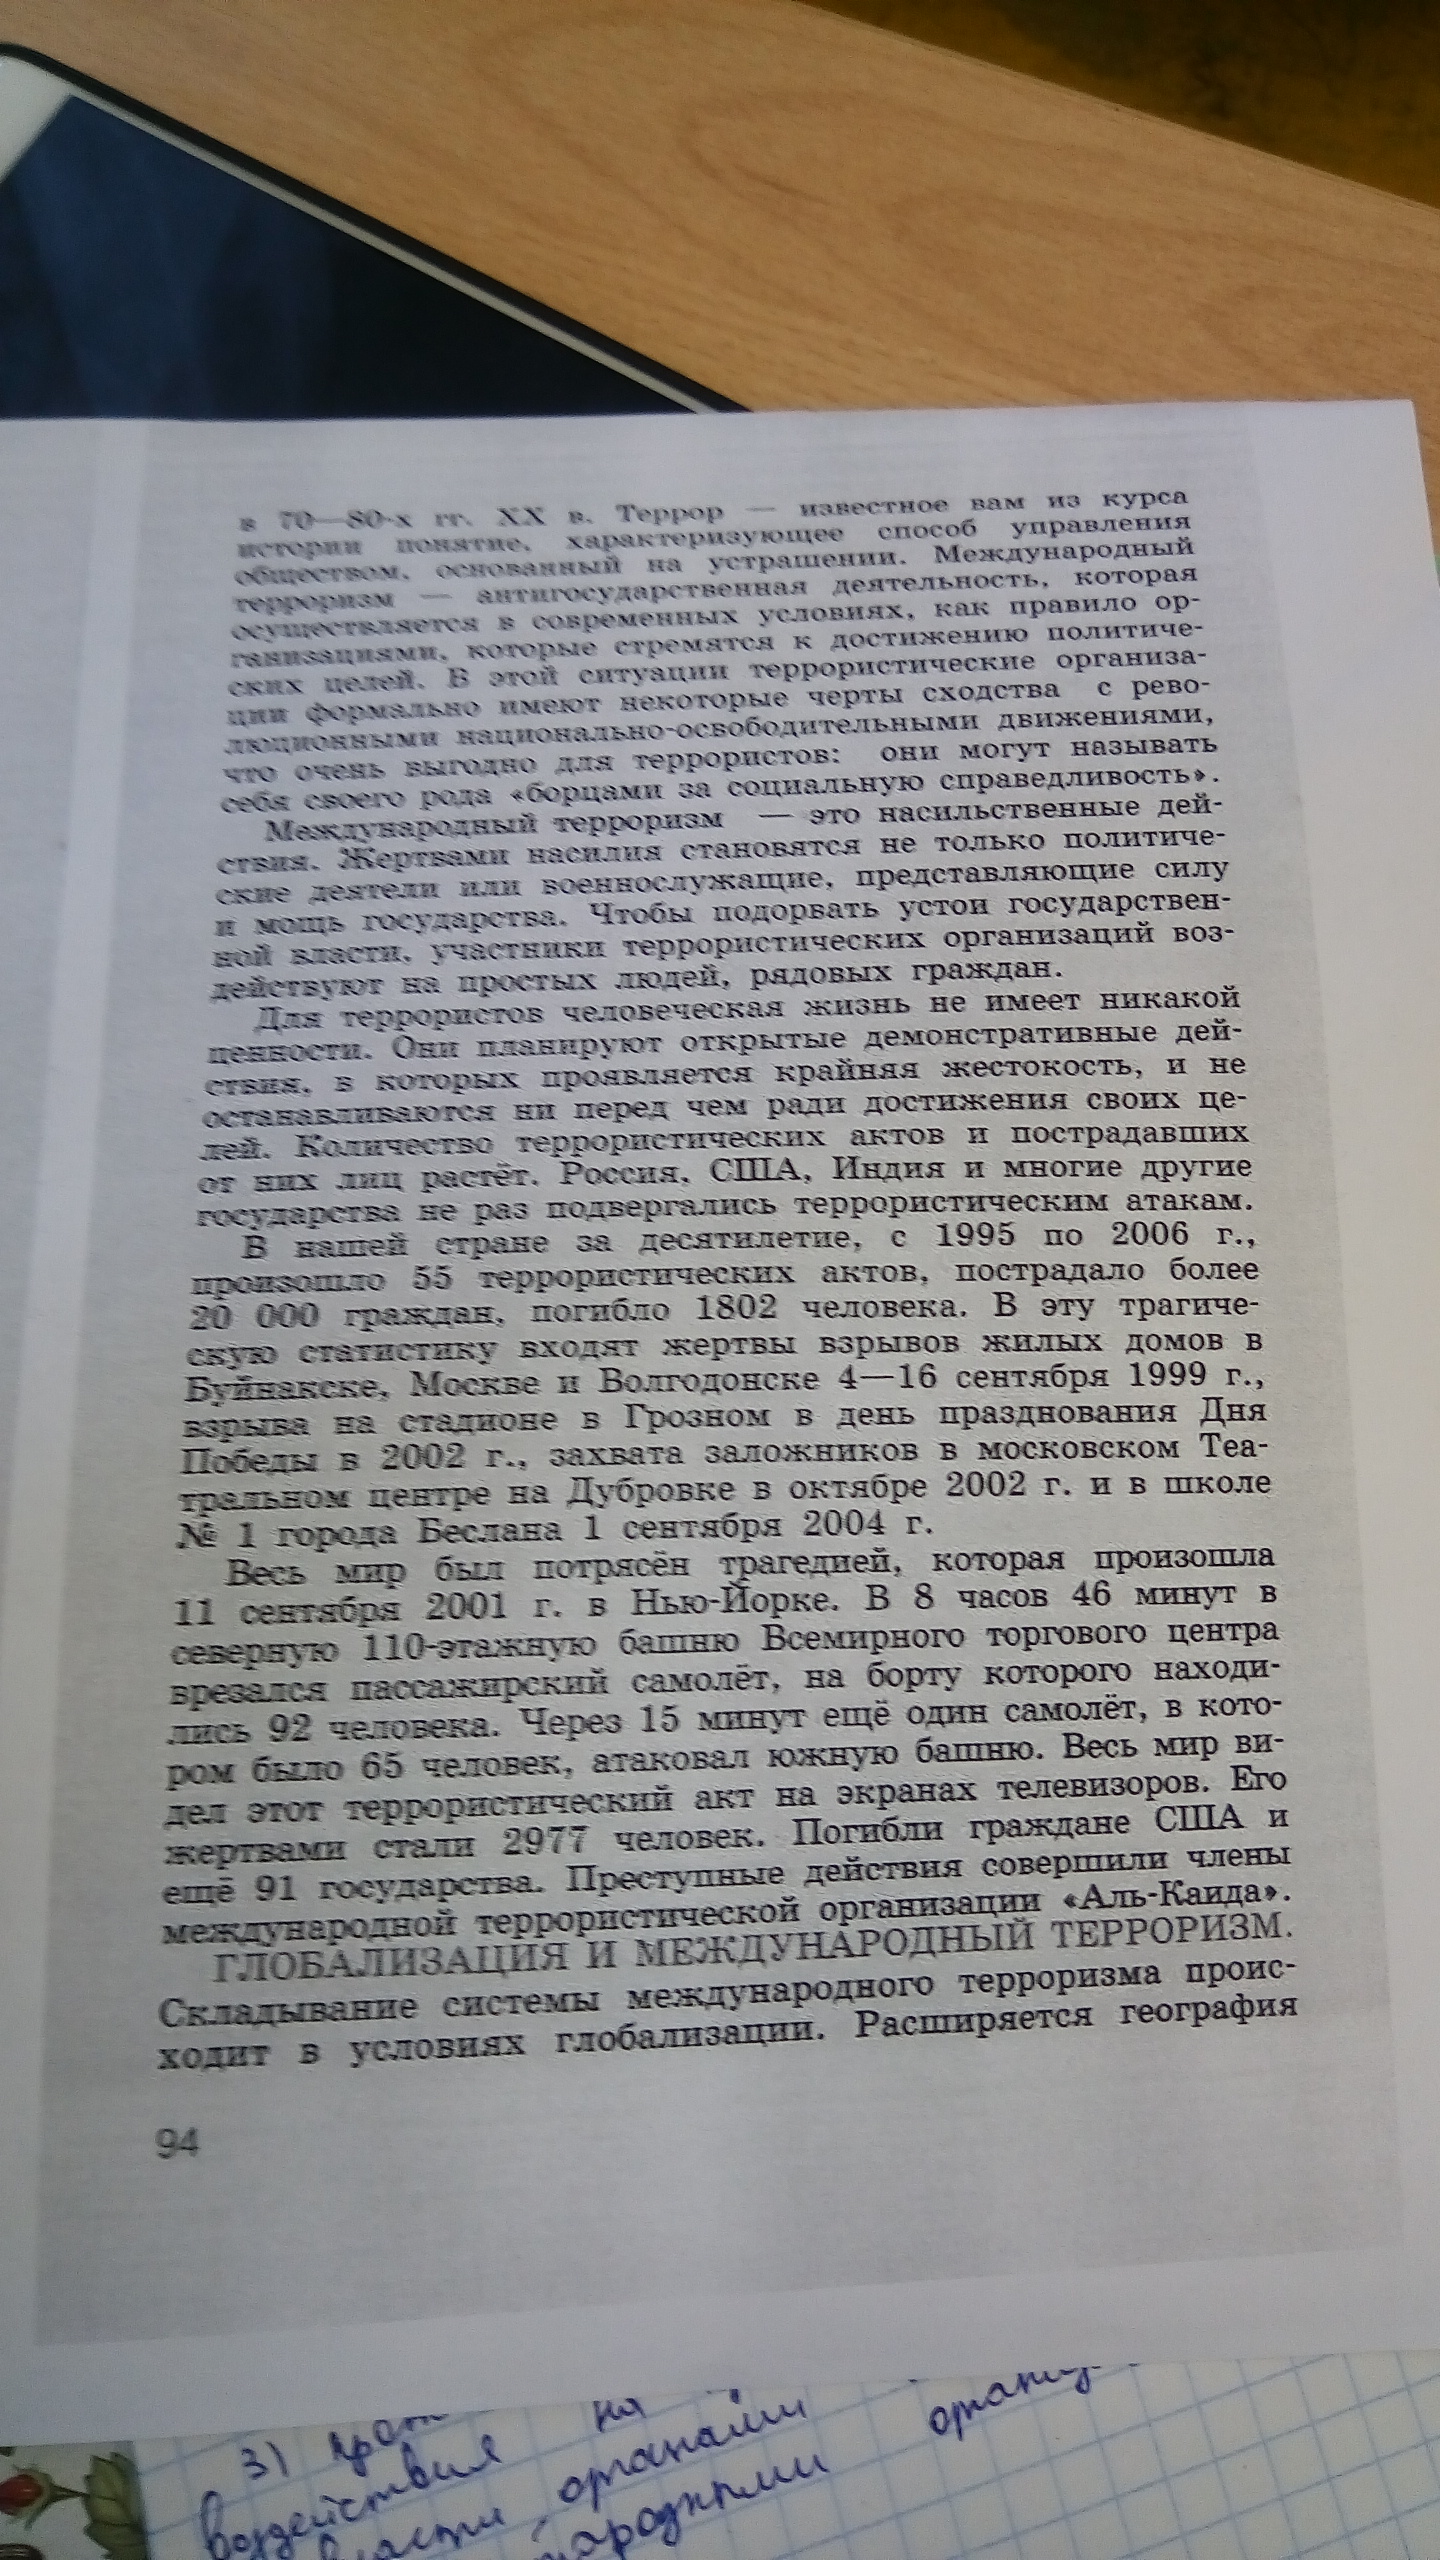 в 70—80-х гг. XX в. Террор — известное вам из курса
истории понятие, характеризующее способ управления
обществом, основанный на устрашении. Международный
терроризм — антигосударственная деятельность, которая
осуществляется в современных условиях, как правило ор-
ганизациями, которые стремятся к достижению политиче-
ских целей. В этой ситуации террористические организа-
ции формально имеют некоторые черты сходства с рево-
люционными национально-освободительными движениями,
что очень выгодно для террористов: они могут называть
себя своего рода «борцами за социальную справедливость».
Международный терроризм — это насильственные дей-
ствия. Жертвами насилия становятся не только политиче-
ские деятели или военнослужащие, представляющие силу
и мощь государства. Чтобы подорвать устои государствен-
ной власти, участники террористических организаций воз-
действуют на простых людей, рядовых граждан.
Для террористов человеческая жизнь не имеет никакой
ценности. Они планируют открытые демонстративные дей-
ствия, в которых проявляется крайняя жестокость, и не
останавливаются ни перед чем ради достижения своих це-
лей. Количество террористических актов и пострадавших
от них лиц растёт. Россия, США, Индия и многие другие
государства не раз подвергались террористическим атакам.
В нашей стране за десятилетие, с 1995 по 2006 г.,
произошло 55 террористических актов, пострадало более
20 000 граждан, погибло 1802 человека. В эту трагиче-
скую статистику входят жертвы взрывов жилых домов в
Буйнакске, Москве и Волгодонске 4—16 сентября 1999 г.,
взрыва на стадионе в Грозном в день празднования Дня
Победы в 2002 г., захвата заложников в московском Теа-
тральном центре на Дубровке в октябре 2002 г. и в школе
№ 1 города Беслана 1 сентября 2004 г.
Весь мир был потрясён трагедией, которая произошла
11 сентября 2001 г. в Нью-Йорке. В 8 часов 46 минут в
северную 110-этажную башню Всемирного торгового центра
врезался пассажирский самолёт, на борту которого находи-
лись 92 человека. Через 15 минут ещё один самолёт, в кото-
ром было 65 человек, атаковал южную башню. Весь мир ви-
дел этот террористический акт на экранах телевизоров. Его
жертвами стали 2977 человек. Погибли граждане США и
ещё 91 государства. Преступные действия совершили члены
международной террористической организации «Аль-Каида».
ГЛОБАЛИЗАЦИЯ И МЕЖДУНАРОДНЫЙ ТЕРРОРИЗМ.
Складывание системы международного терроризма проис-
ходит в условиях глобализации. Расширяется география
94
3)
воздействия на
власти, органами